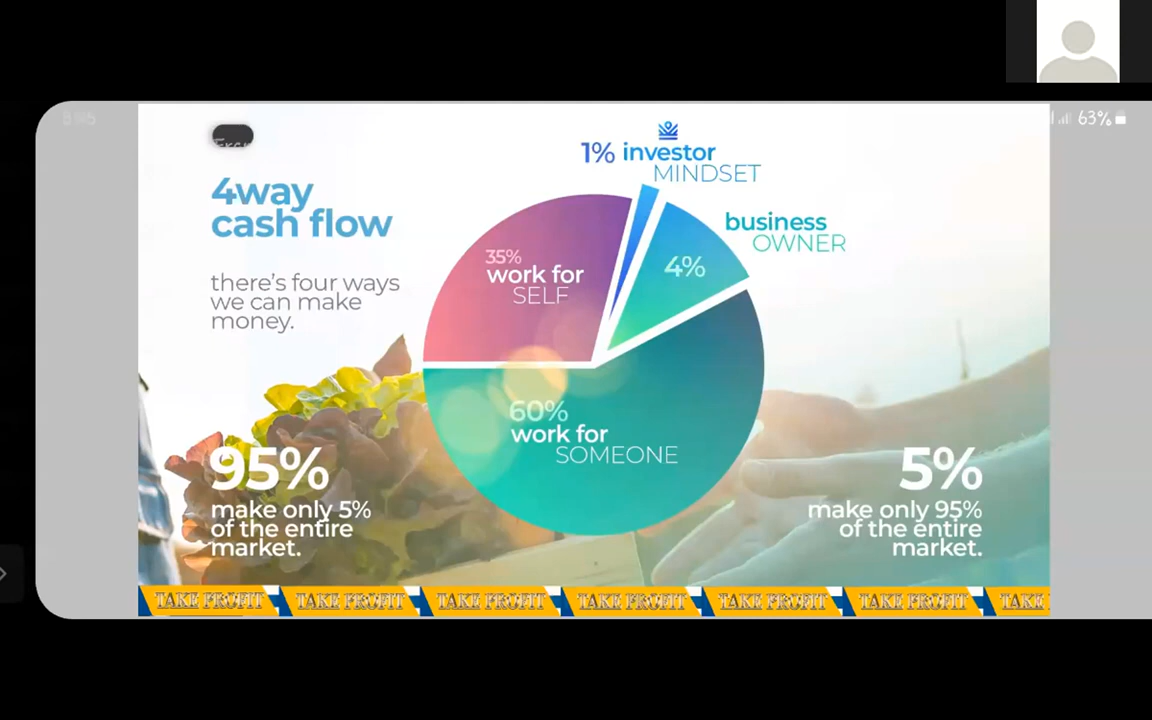 63%
4way
cash flow
there's four ways
we can make
money.
1% investor
MINDSET
business
OWNER
4%
35%
work for
SELF
60%
work for
SOMEONE
95%
make only 5%
of the entire
market.
5%
make only 95%
of the entire
market.
TAKE PROFIT TAKE PROFIT TAKE PROFIT TAKE PROFIT TAKE PROFIT TAKE PROFIT TAKE